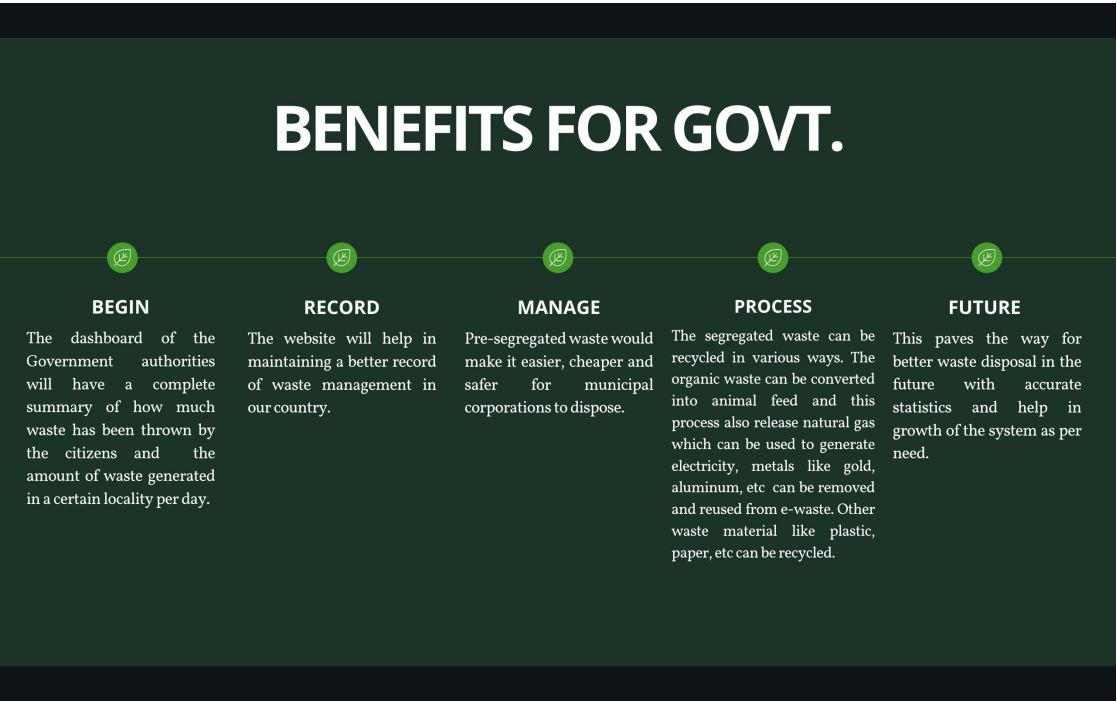 BENEFITS FOR GOVT.
BEGIN
The dashboard of the
Government authorities
will have a complete
summary of how much
waste has been thrown by
the citizens and the
amount of waste generated
in a certain locality per day.
RECORD
The website will help in
maintaining a better record
of waste management in
our country.
MANAGE
Pre-segregated waste would
make it easier, cheaper and
safer for municipal
corporations to dispose.
PROCESS
The segregated waste can be
recycled in various ways. The
organic waste can be converted
into animal feed and this
process also release natural gas
which can be used to generate
electricity, metals like gold,
aluminum, etc can be removed
and reused from e-waste. Other
waste material like plastic,
paper, etc can be recycled.
FUTURE
This paves the way for
better waste disposal in the
future with accurate
statistics and help in
growth of the system as per
need.